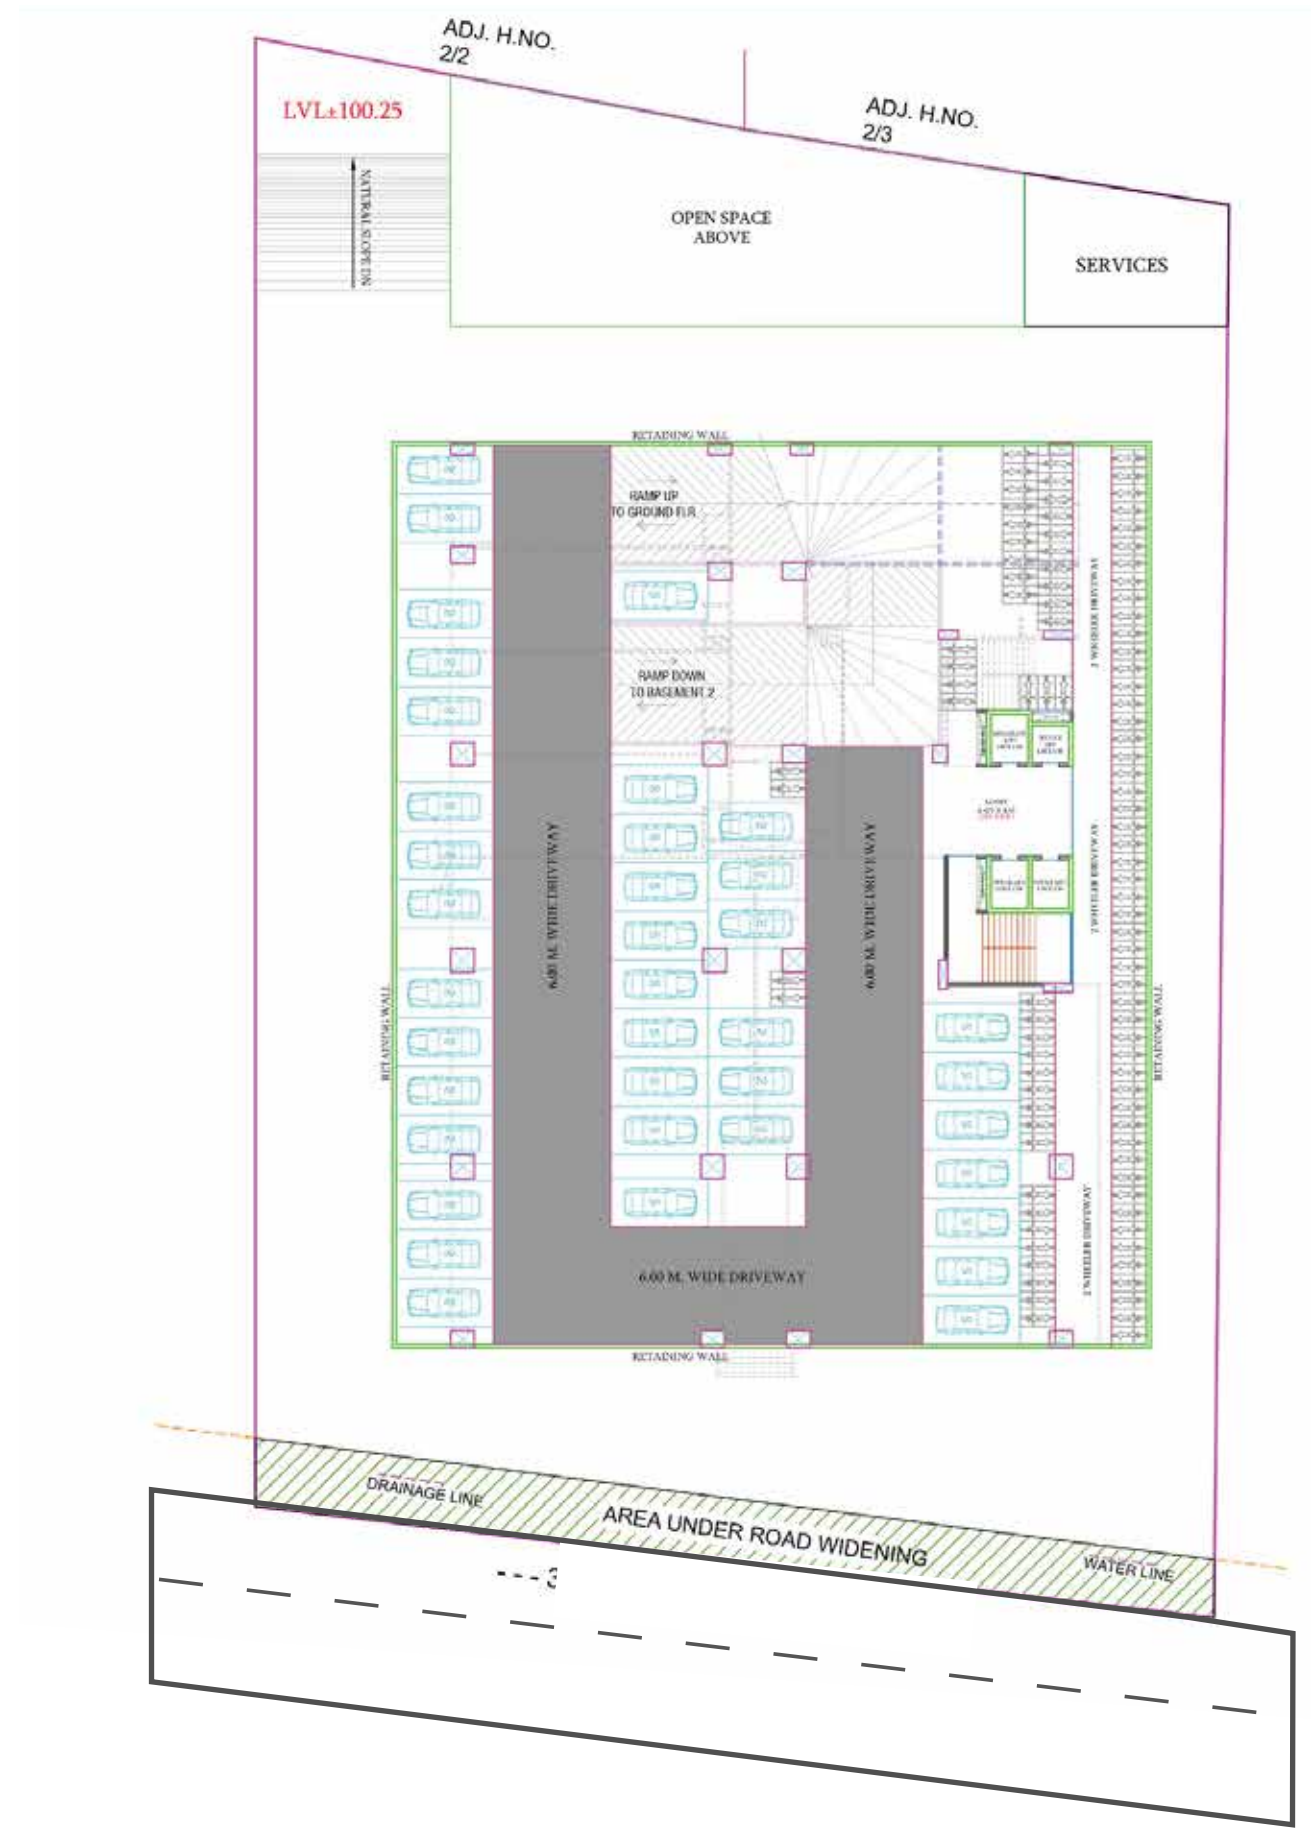 ADJ. H.NO.
2/2
ADJ. H.NO.
2/3
LVL±100.25
NATURAL SLOPE DN
OPEN SPACE
ABOVE
SERVICES
RETAINING WALL
RAMP UP
TO GROUND FLR.
RAMP DOWN
TO BASEMENT 2
2 WHEELER DRIVEWAY
6.00 M. WIDE DRIVEWAY
6.00 M. WIDE DRIVEWAY
2 WHEELER DRIVEWAY
RETAINING WALL
RETAINING WALL
2 WHEELER DRIVEWAY
6.00 M. WIDE DRIVEWAY
RETAINING WALL
DRAINAGE LINE
AREA UNDER ROAD WIDENING
WATER LINE